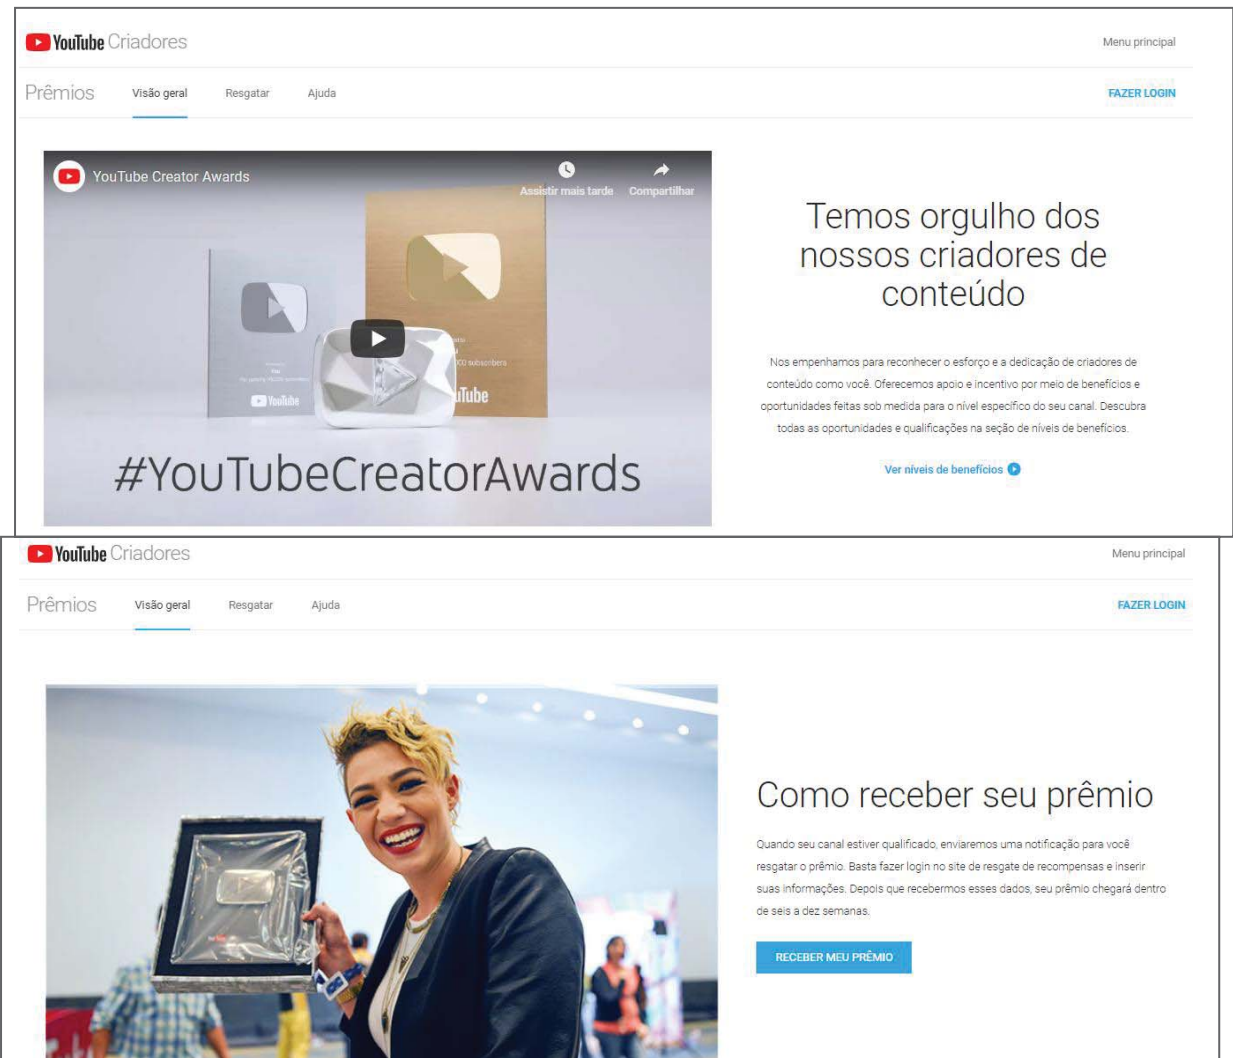 YouTube Criadores
Menu principal
Prêmios Visão geral Resgatar Ajuda
FAZER LOGIN
YouTube Creator Awards
Assistir mais tarde Compartilhar
YouTube
000 subscribers
uTube
#YouTubeCreatorAwards
Temos orgulho dos
nossos criadores de
conteúdo
Nos empenhamos para reconhecer o esforço e a dedicação de criadores de
conteúdo como você. Oferecemos apoio e incentivo por meio de benefícios e
oportunidades feitas sob medida para o nível específico do seu canal. Descubra
todas as oportunidades e qualificações na seção de níveis de benefícios.
Ver níveis de benefícios
YouTube Criadores
Menu principal
Prêmios Visão geral Resgatar Ajuda
FAZER LOGIN
Como receber seu prêmio
Quando seu canal estiver qualificado, enviaremos uma notificação para você
resgatar o prêmio. Basta fazer login no site de resgate de recompensas e inserir
suas informações. Depois que recebermos esses dados, seu prêmio chegará dentro
de seis a dez semanas.
RECEBER MEU PRÊMIO